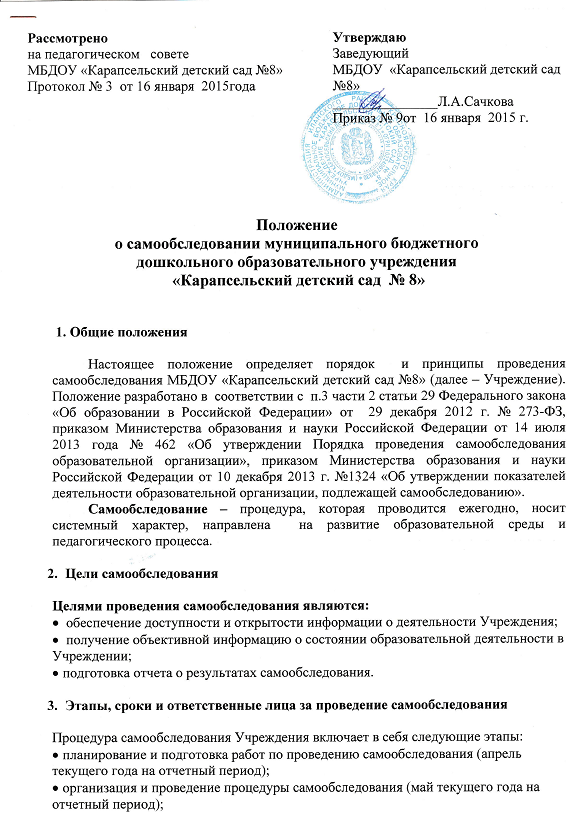 Рассмотрено
на педагогическом совете
МБДОУ «Карапсельский детский сад №8»
Протокол № 3 от 16 января 2015года
Утверждаю
Заведующий
МБДОУ «Карапсельский детский сад
№8»
_______________Л.А.Сачкова
Приказ № 9от 16 января 2015 г.
Положение
о самообследовании муниципального бюджетного
дошкольного образовательного учреждения
«Карапсельский детский сад № 8»
1. Общие положения
Настоящее положение определяет порядок и принципы проведения
самообследования МБДОУ «Карапсельский детский сад №8» (далее – Учреждение).
Положение разработано в соответствии с п.3 части 2 статьи 29 Федерального закона
«Об образовании в Российской Федерации» от 29 декабря 2012 г. № 273-ФЗ,
приказом Министерства образования и науки Российской Федерации от 14 июля
2013 года № 462 «Об утверждении Порядка проведения самообследования
образовательной организации», приказом Министерства образования и науки
Российской Федерации от 10 декабря 2013 г. №1324 «Об утверждении показателей
деятельности образовательной организации, подлежащей самообследованию».
Самообследование – процедура, которая проводится ежегодно, носит
системный характер, направлена на развитие образовательной среды и
педагогического процесса.
2. Цели самообследования
Целями проведения самообследования являются:
• обеспечение доступности и открытости информации о деятельности Учреждения;
• получение объективной информацию о состоянии образовательной деятельности в
Учреждении;
• подготовка отчета о результатах самообследования.
3. Этапы, сроки и ответственные лица за проведение самообследования
Процедура самообследования Учреждения включает в себя следующие этапы:
• планирование и подготовка работ по проведению самообследования (апрель
текущего года на отчетный период);
• организация и проведение процедуры самообследования (май текущего года на
отчетный период);